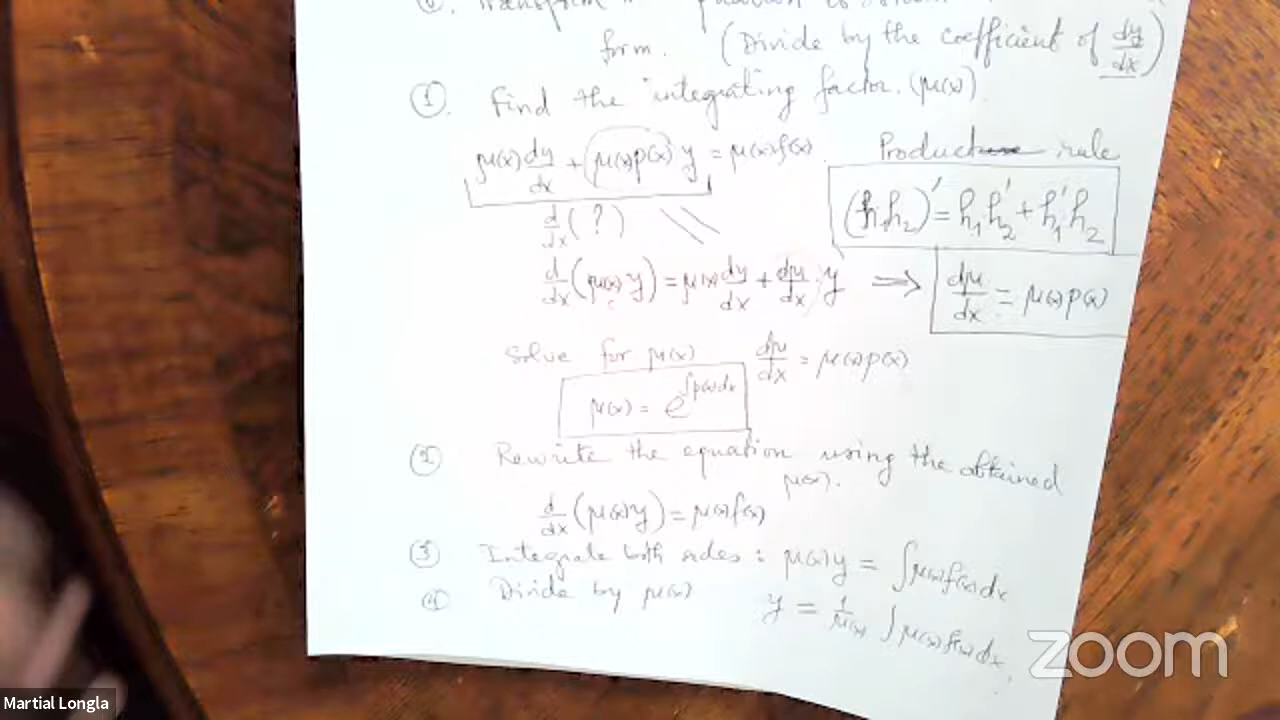 form. (Divide by the coefficient of dy/dx)
①. Find the integrating factor. (μ(x))
μ(x) dy/dx + μ(x)p(x) y = μ(x)f(x)
Product rule
d/dx ( ? )
(h₁h₂)' = h₁h₂' + h₁'h₂
d/dx (μ(x) y) = μ(x) dy/dx + dμ/dx · y ⟹ dμ/dx = μ(x)p(x)
Solve for μ(x) dμ/dx = μ(x)p(x)
μ(x) = e^∫p(x)dx
② Rewrite the equation using the obtained
μ(x).
d/dx (μ(x)y) = μ(x)f(x)
③ Integrate both sides : μ(x)y = ∫μ(x)f(x)dx
④ Divide by μ(x) y = 1/μ(x) ∫μ(x)f(x)dx.
zoom
Martial Longla